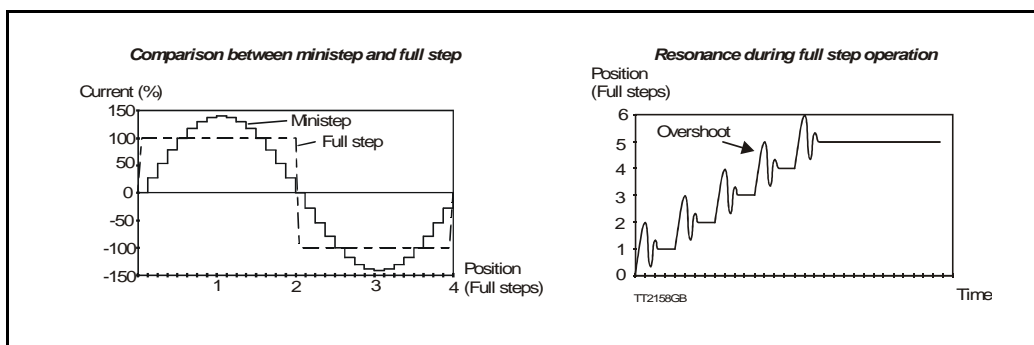 Comparison between ministep and full step
Current (%)
150
100
50
0
-50
-100
-150
Ministep
Full step
1
2
3
4
Position
(Full steps)
Resonance during full step operation
Position
(Full steps)
6
5
4
3
2
1
0
Overshoot
TT2158GB
Time